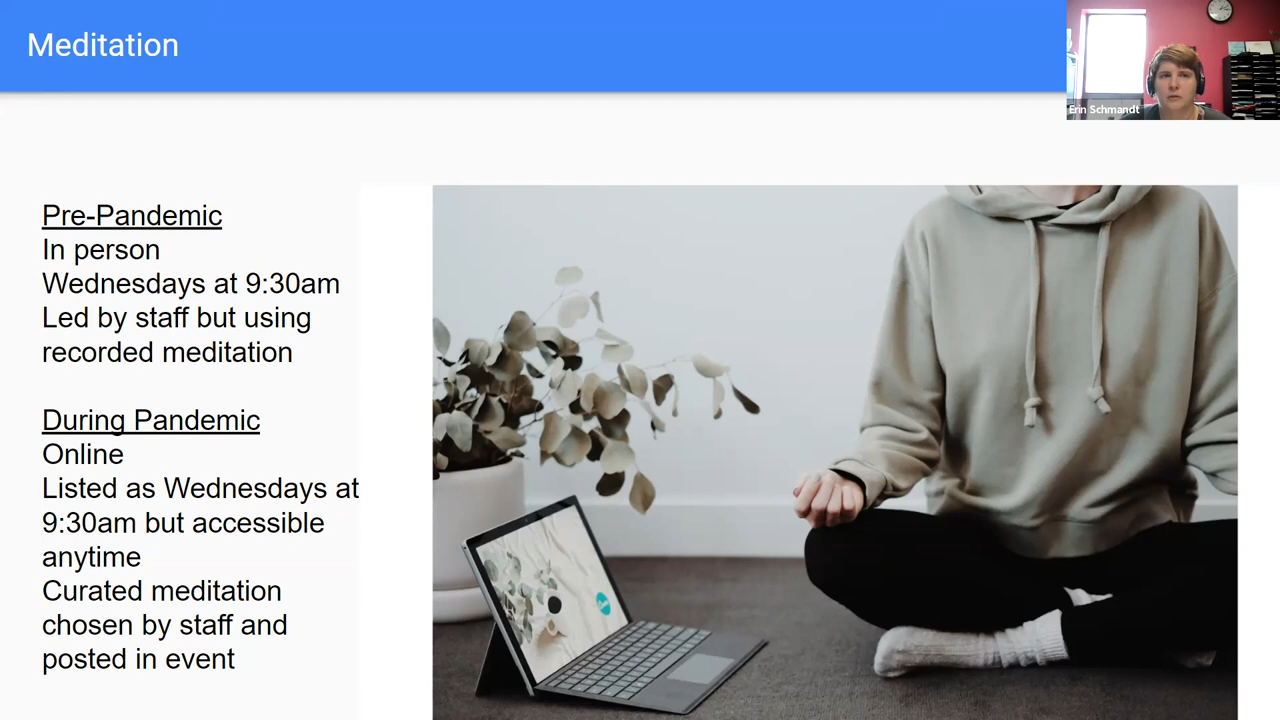 Meditation
Erin Schmandt
Pre-Pandemic
In person
Wednesdays at 9:30am
Led by staff but using
recorded meditation
During Pandemic
Online
Listed as Wednesdays at
9:30am but accessible
anytime
Curated meditation
chosen by staff and
posted in event